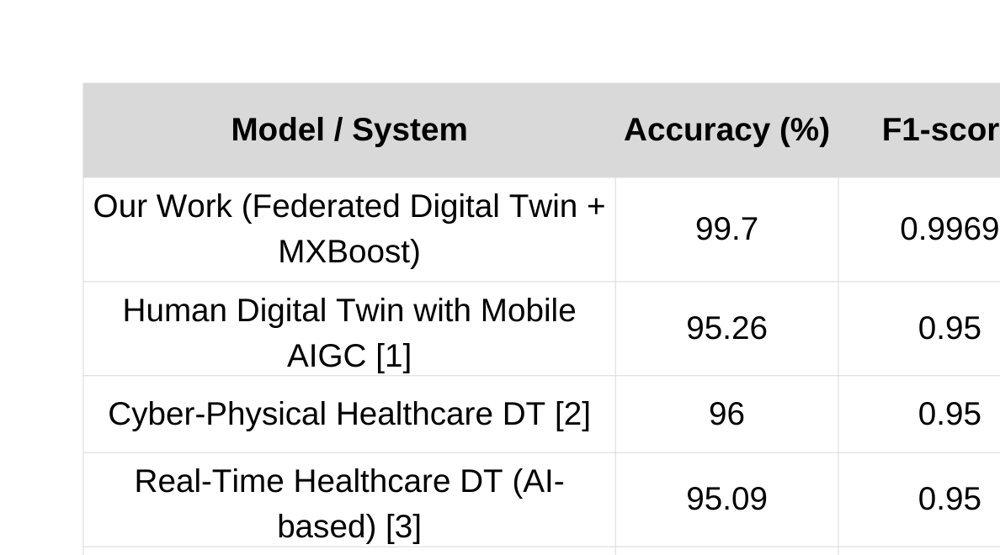 Model / System Accuracy (%) F1-scor
Our Work (Federated Digital Twin +
MXBoost) 99.7 0.9969
Human Digital Twin with Mobile
AIGC [1] 95.26 0.95
Cyber-Physical Healthcare DT [2] 96 0.95
Real-Time Healthcare DT (AI-
based) [3] 95.09 0.95